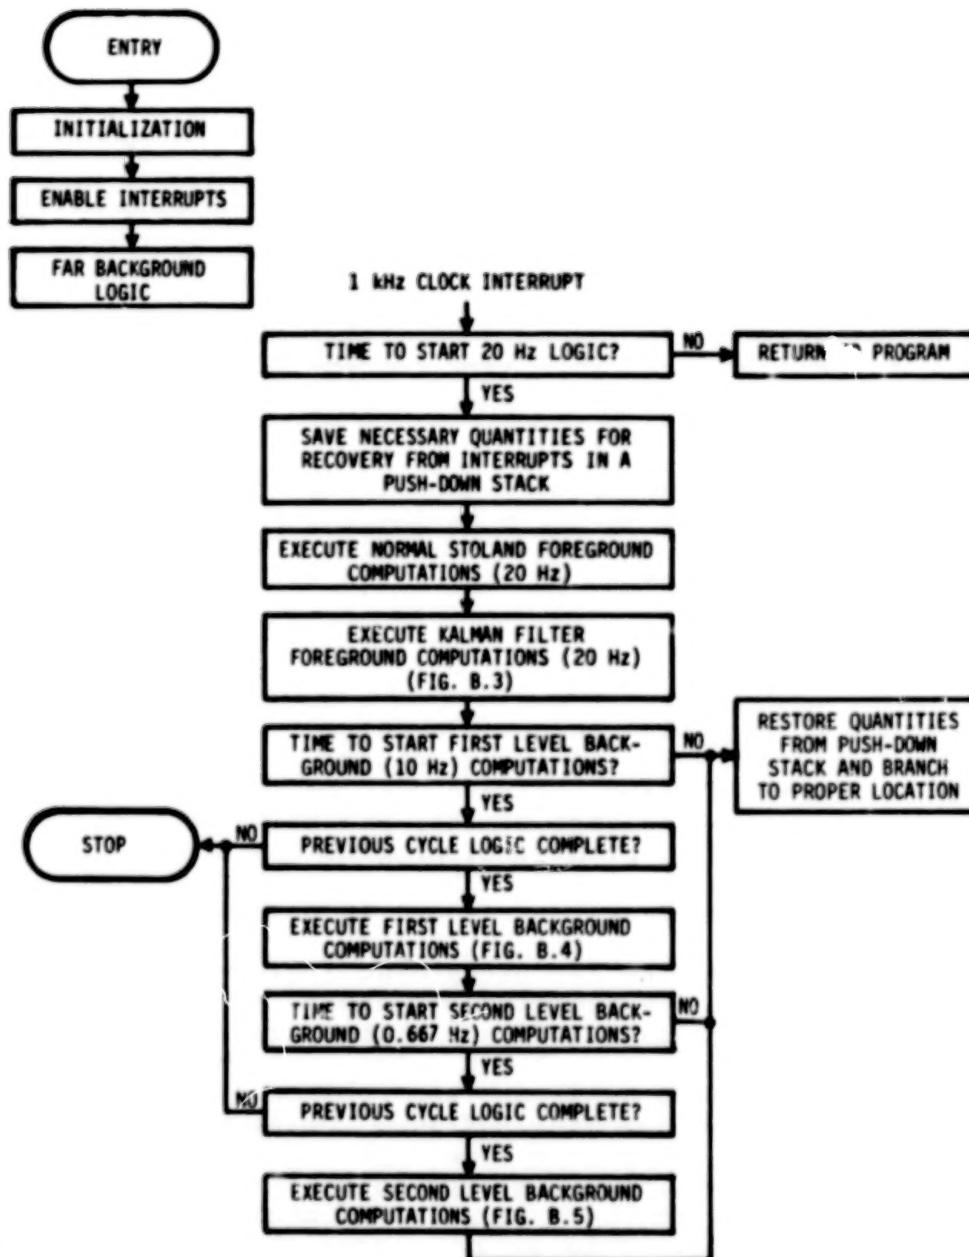 ENTRY
INITIALIZATION
ENABLE INTERRUPTS
FAR BACKGROUND
LOGIC
1 kHz CLOCK INTERRUPT
TIME TO START 20 Hz LOGIC?
NO
RETURN PROGRAM
YES
SAVE NECESSARY QUANTITIES FOR
RECOVERY FROM INTERRUPTS IN A
PUSH-DOWN STACK
EXECUTE NORMAL STOLAND FOREGROUND
COMPUTATIONS (20 Hz)
EXECUTE KALMAN FILTER
FOREGROUND COMPUTATIONS (20 Hz)
(FIG. B.3)
TIME TO START FIRST LEVEL BACK-
GROUND (10 Hz) COMPUTATIONS?
NO
RESTORE QUANTITIES
FROM PUSH-DOWN
STACK AND BRANCH
TO PROPER LOCATION
YES
STOP
NO
PREVIOUS CYCLE LOGIC COMPLETE?
YES
EXECUTE FIRST LEVEL BACKGROUND
COMPUTATIONS (FIG. B.4)
TIME TO START SECOND LEVEL BACK-
GROUND (0.667 Hz) COMPUTATIONS?
NO
YES
NO
PREVIOUS CYCLE LOGIC COMPLETE?
YES
EXECUTE SECOND LEVEL BACKGROUND
COMPUTATIONS (FIG. B.5)